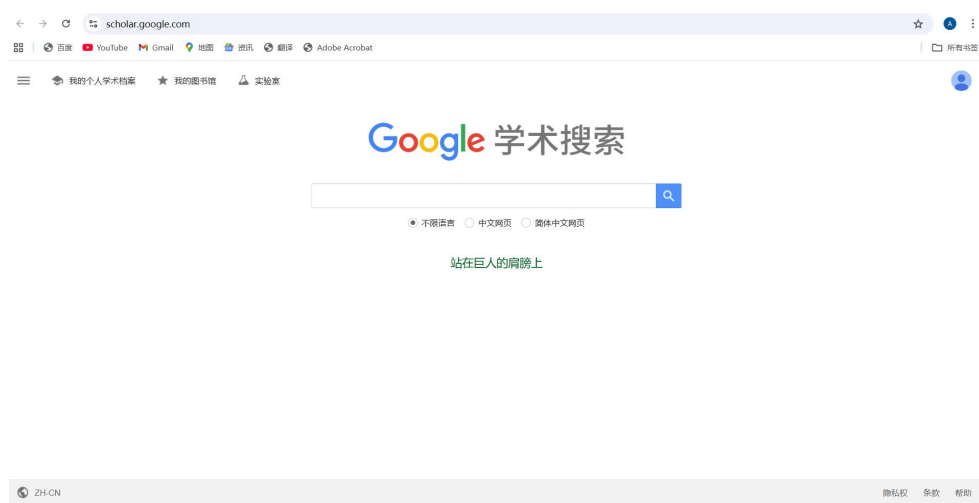 scholar.google.com
A
百度 YouTube Gmail 地图 资讯 翻译 Adobe Acrobat 所有书签
我的个人学术档案 我的图书馆 实验室
Google 学术搜索
不限语言 中文网页 简体中文网页
站在巨人的肩膀上
ZH-CN 隐私权 条款 帮助